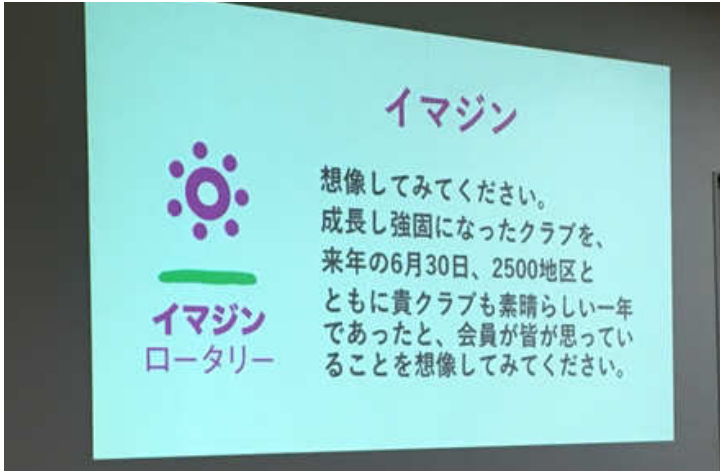 イマジン
想像してみてください。
成長し強固になったクラブを、
来年の6月30日、2500地区と
ともに貴クラブも素晴らしい一年
であったと、会員が皆が思ってい
ることを想像してみてください。
イマジン
ロータリー